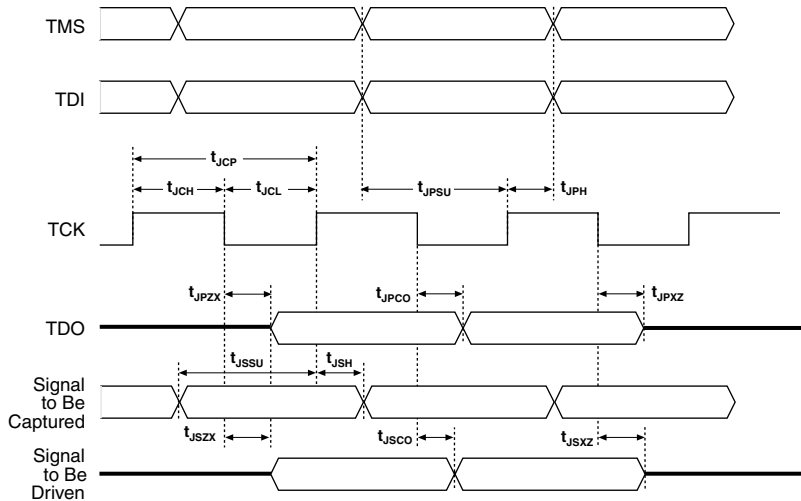 TMS
TDI
tJCP
tJCH
tJCL
tJPSU
tJPH
TCK
tJPZX
tJPCO
tJPXZ
TDO
tJSSU
tJSH
Signal
to Be
Captured
tJSZX
tJSCO
tJSXZ
Signal
to Be
Driven